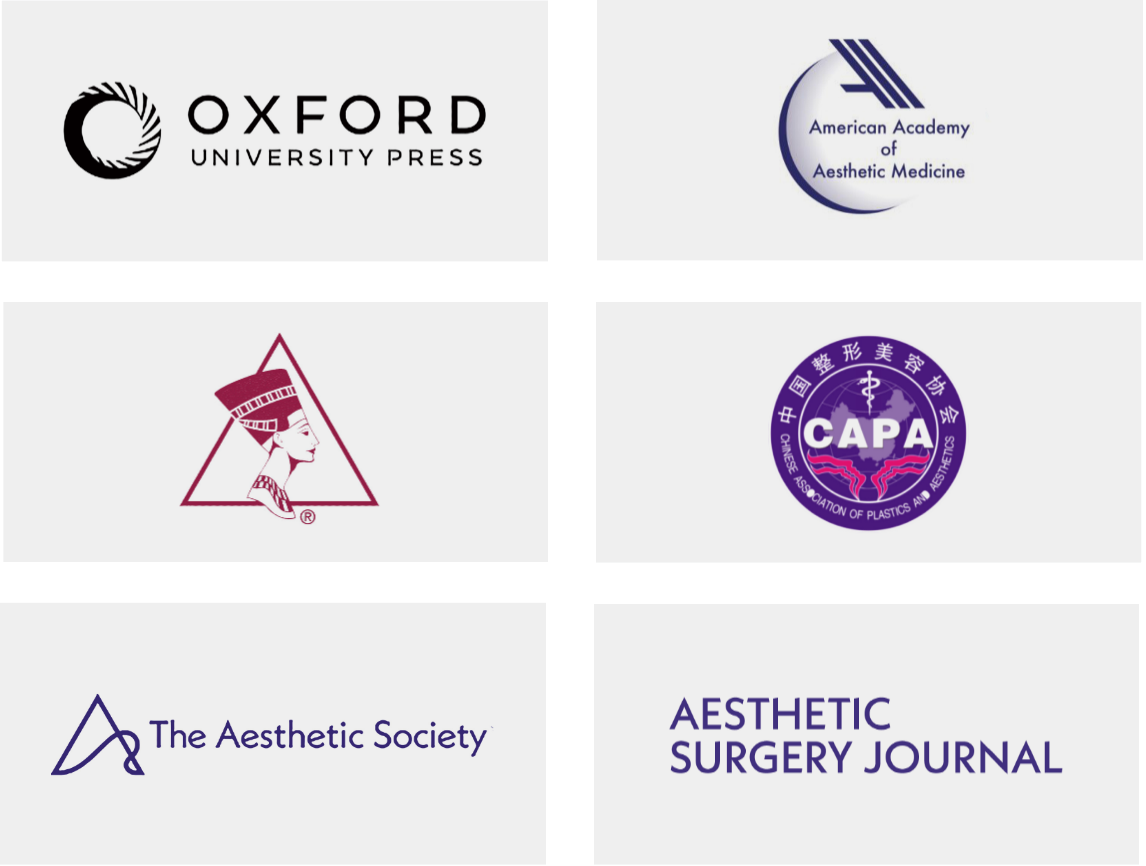 OXFORD
UNIVERSITY PRESS
American Academy
of
Aesthetic Medicine
®
中国整形美容协会
CAPA
CHINESE ASSOCIATION OF PLASTICS AND AESTHETICS
The Aesthetic Society
AESTHETIC
SURGERY JOURNAL